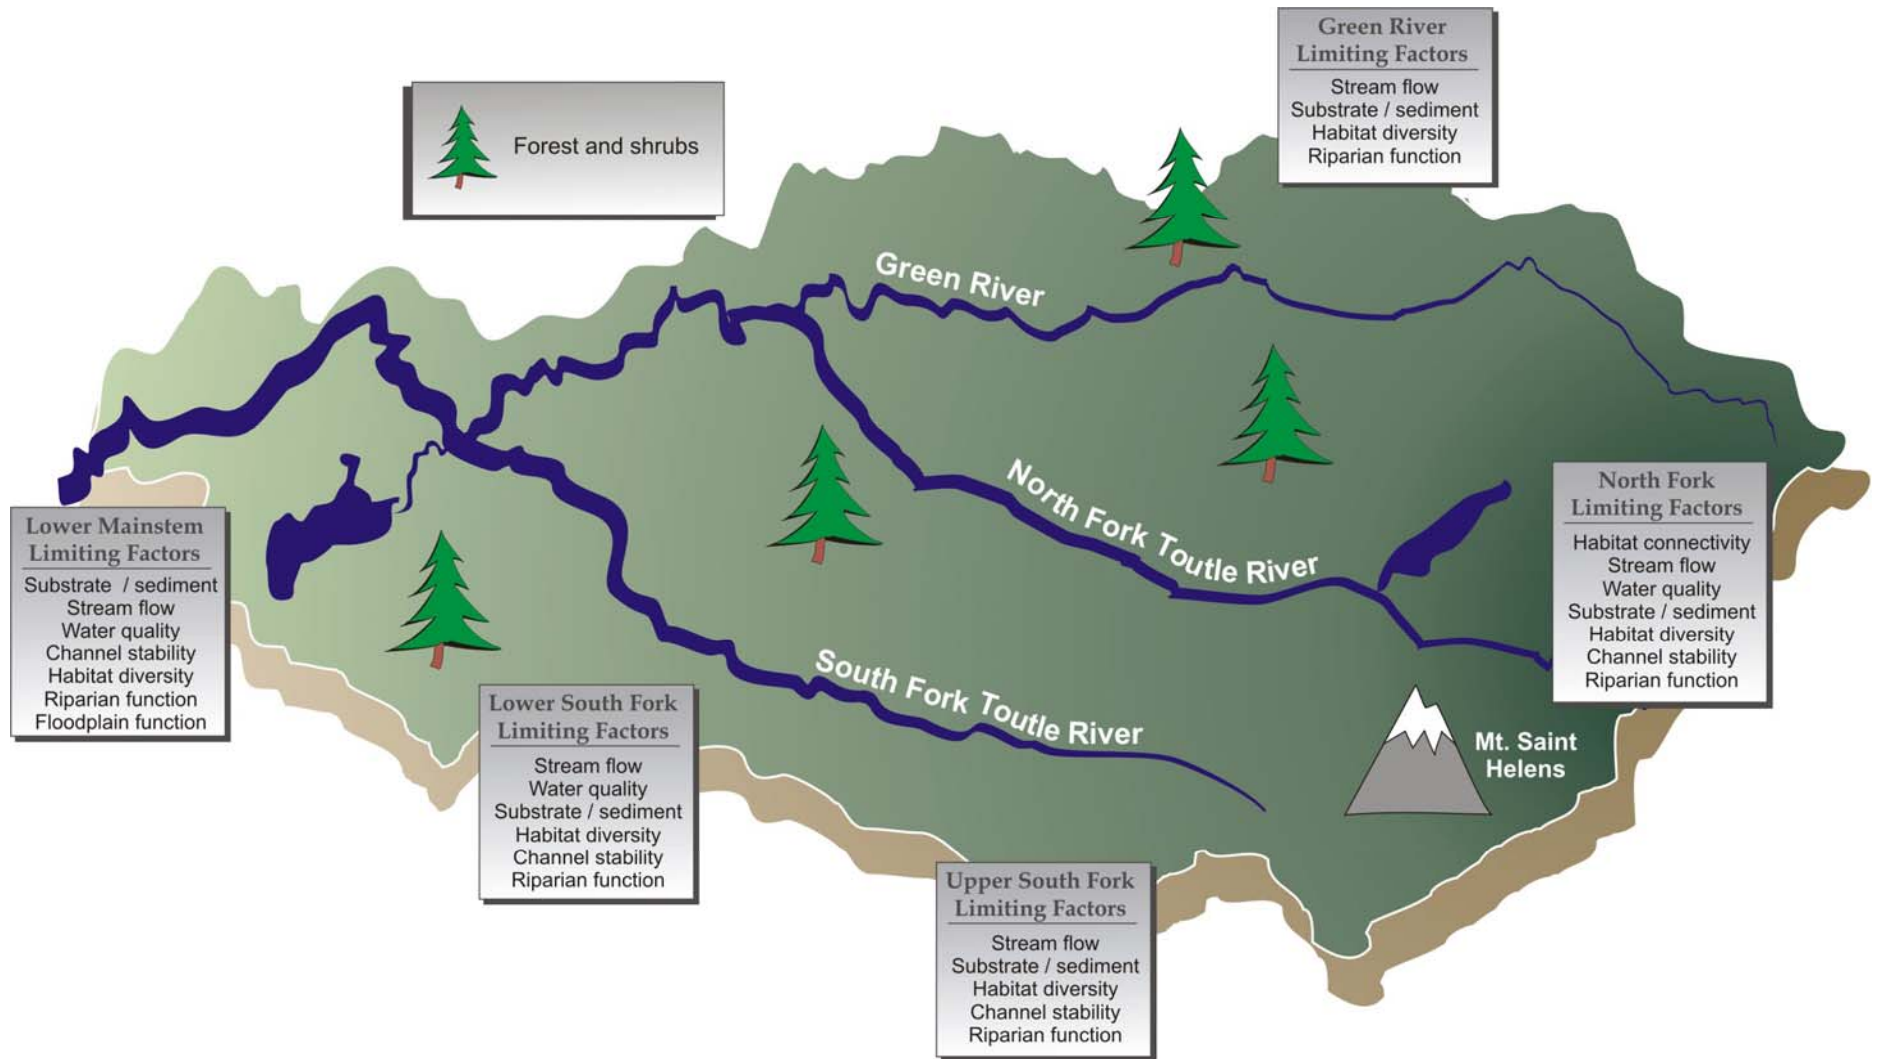 Green River
Limiting Factors
Stream flow
Substrate / sediment
Habitat diversity
Riparian function
Forest and shrubs
Green River
North Fork Toutle River
South Fork Toutle River
Mt. Saint
Helens
North Fork
Limiting Factors
Habitat connectivity
Stream flow
Water quality
Substrate / sediment
Habitat diversity
Channel stability
Riparian function
Lower Mainstem
Limiting Factors
Substrate / sediment
Stream flow
Water quality
Channel stability
Habitat diversity
Riparian function
Floodplain function
Lower South Fork
Limiting Factors
Stream flow
Water quality
Substrate / sediment
Habitat diversity
Channel stability
Riparian function
Upper South Fork
Limiting Factors
Stream flow
Substrate / sediment
Habitat diversity
Channel stability
Riparian function